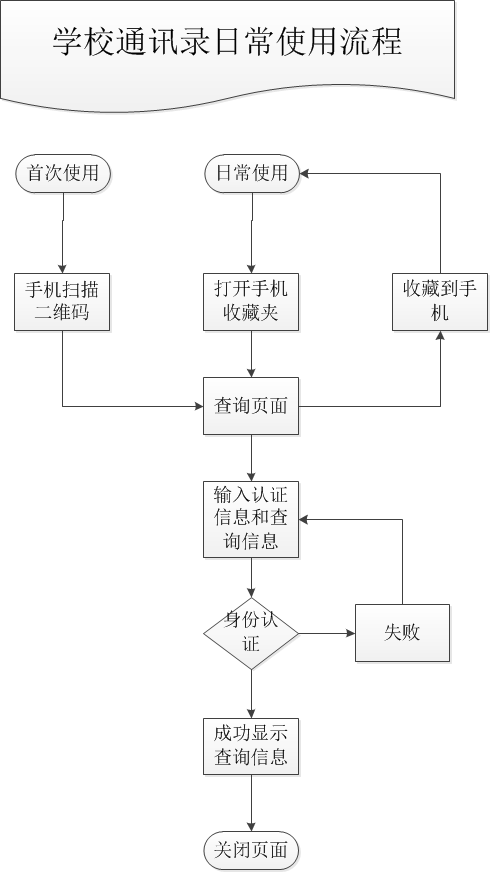 学校通讯录日常使用流程
首次使用
日常使用
手机扫描
二维码
打开手机
收藏夹
收藏到手
机
查询页面
输入认证
信息和查
询信息
身份认
证
失败
成功显示
查询信息
关闭页面